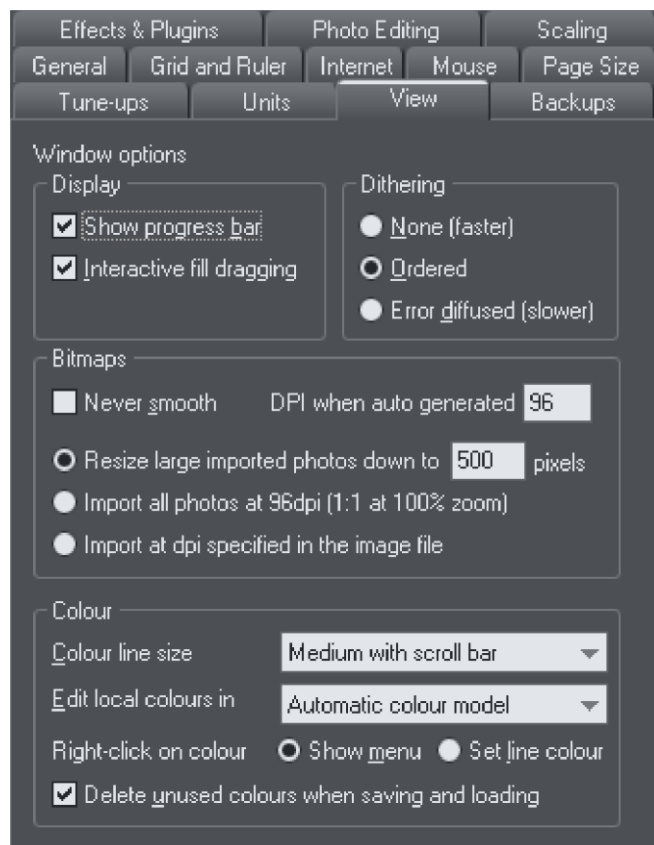 Effects & Plugins Photo Editing Scaling
General Grid and Ruler Internet Mouse Page Size
Tune-ups Units View Backups
Window options
Display
Show progress bar
Interactive fill dragging
Dithering
None (faster)
Ordered
Error diffused (slower)
Bitmaps
Never smooth DPI when auto generated 96
Resize large imported photos down to 500 pixels
Import all photos at 96dpi (1:1 at 100% zoom)
Import at dpi specified in the image file
Colour
Colour line size Medium with scroll bar
Edit local colours in Automatic colour model
Right-click on colour Show menu Set line colour
Delete unused colours when saving and loading